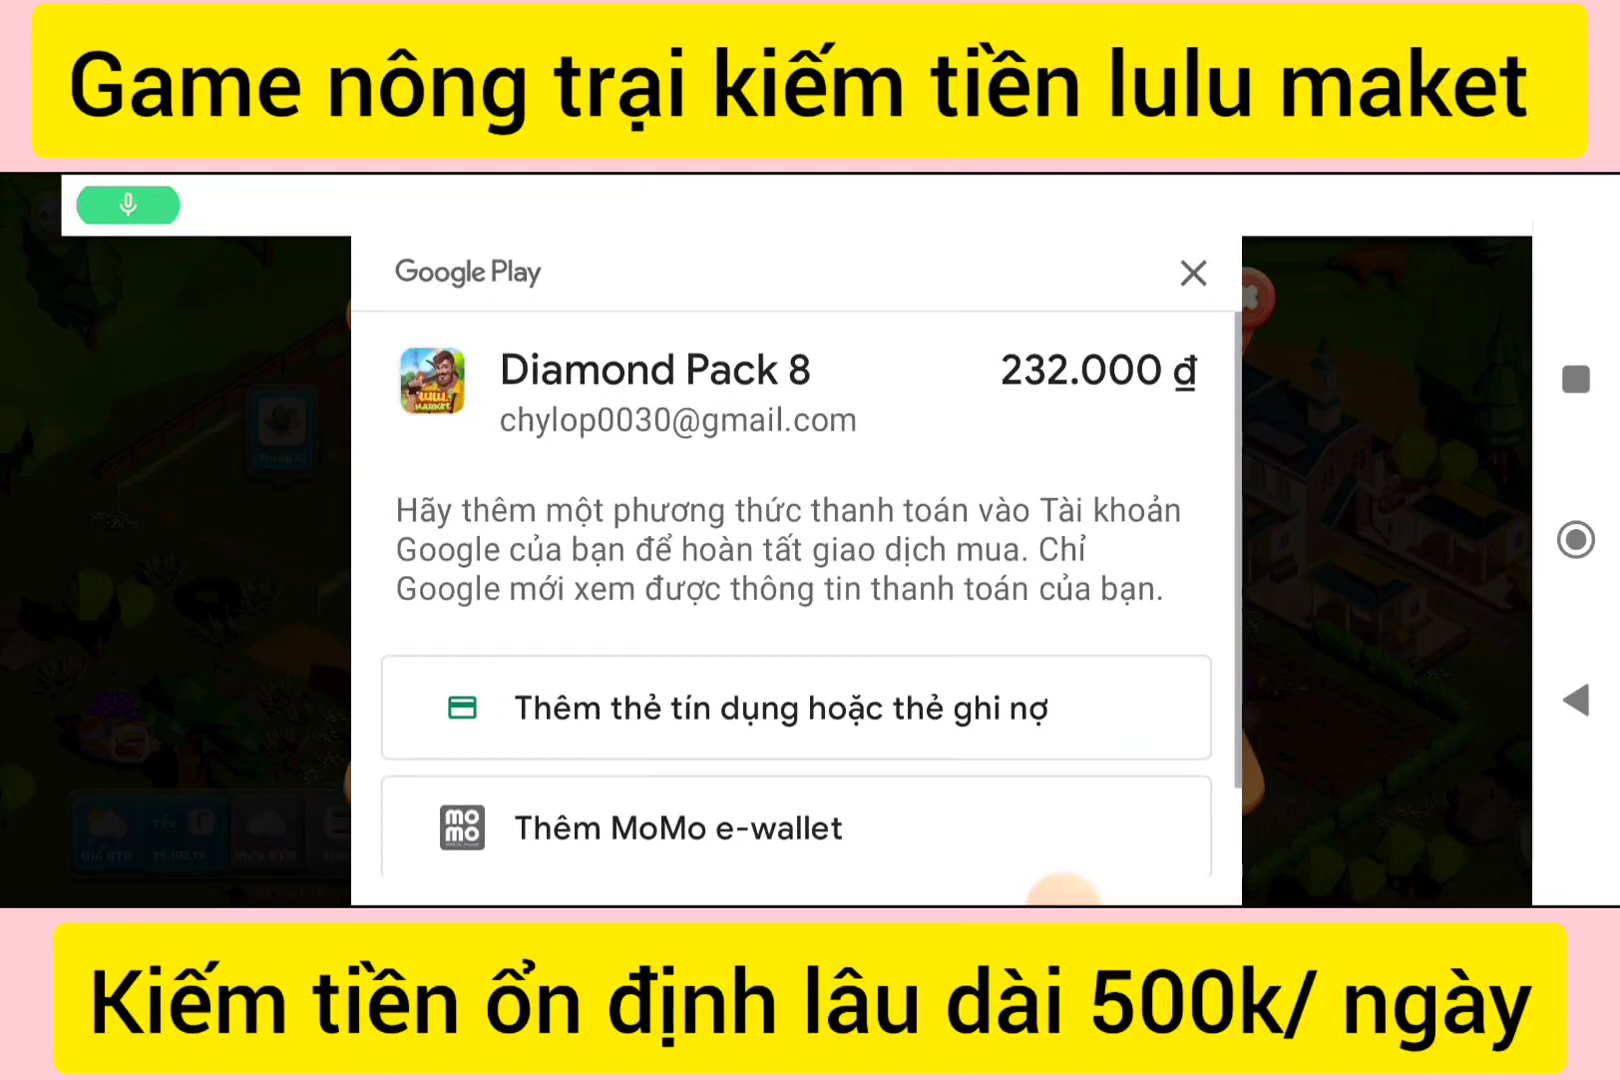 Game nông trại kiếm tiền lulu maket
Google Play
Diamond Pack 8
232.000 ₫
chylop0030@gmail.com
LULU
MARKET
Hãy thêm một phương thức thanh toán vào Tài khoản
Google của bạn để hoàn tất giao dịch mua. Chỉ
Google mới xem được thông tin thanh toán của bạn.
Thêm thẻ tín dụng hoặc thẻ ghi nợ
mo
mo
Thêm MoMo e-wallet
Kiếm tiền ổn định lâu dài 500k/ ngày